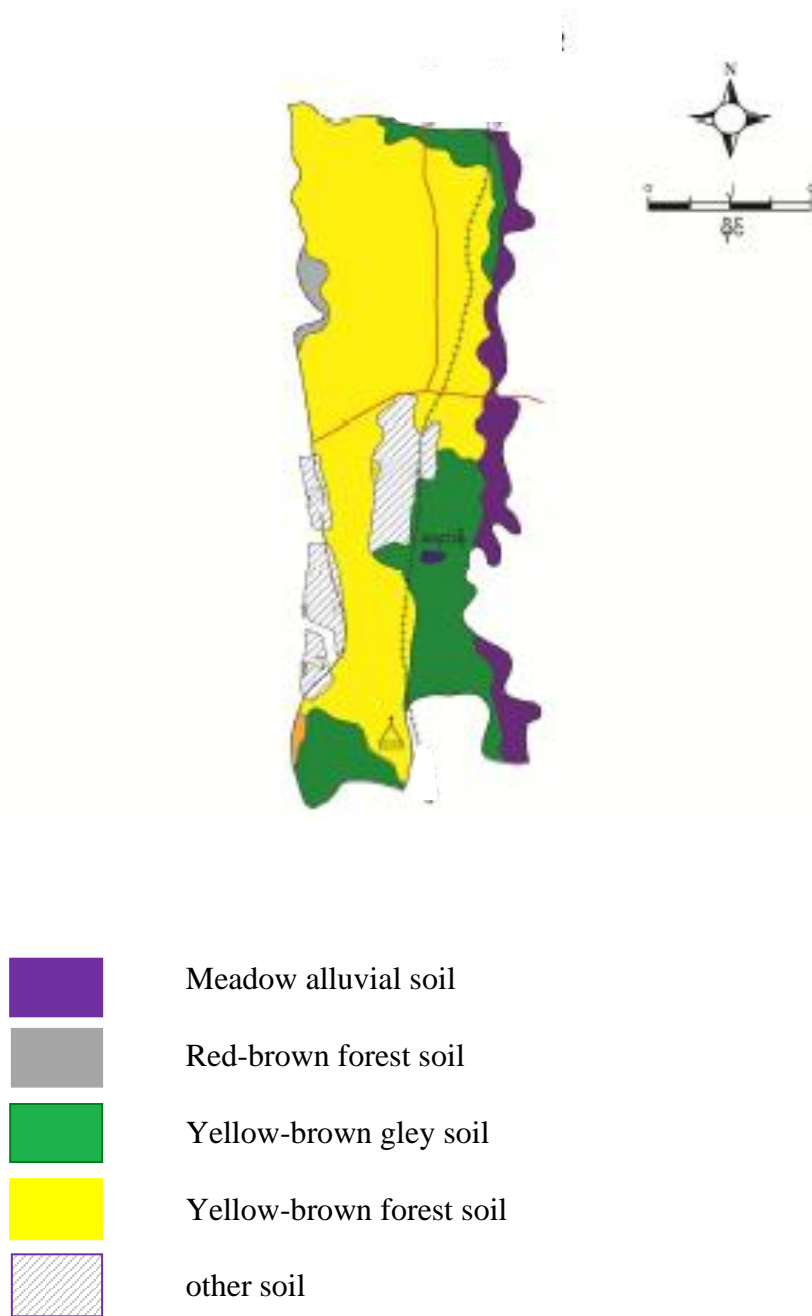 N
Meadow alluvial soil
Red-brown forest soil
Yellow-brown gley soil
Yellow-brown forest soil
other soil